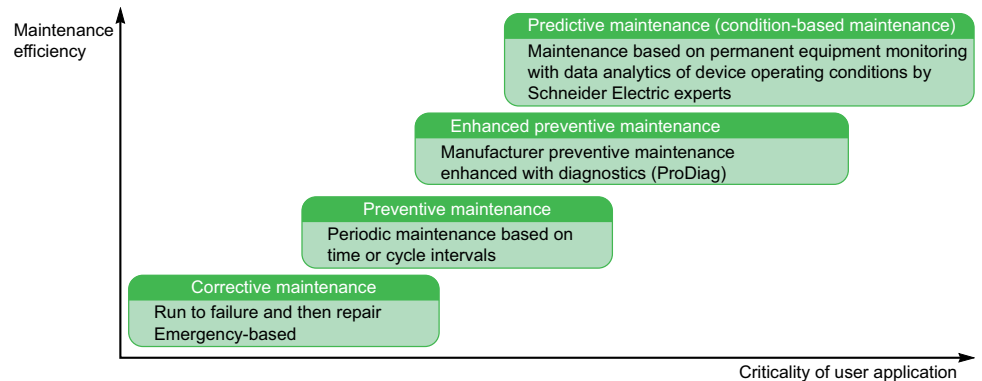 Maintenance
efficiency
Predictive maintenance (condition-based maintenance)
Maintenance based on permanent equipment monitoring
with data analytics of device operating conditions by
Schneider Electric experts
Enhanced preventive maintenance
Manufacturer preventive maintenance
enhanced with diagnostics (ProDiag)
Preventive maintenance
Periodic maintenance based on
time or cycle intervals
Corrective maintenance
Run to failure and then repair
Emergency-based
Criticality of user application